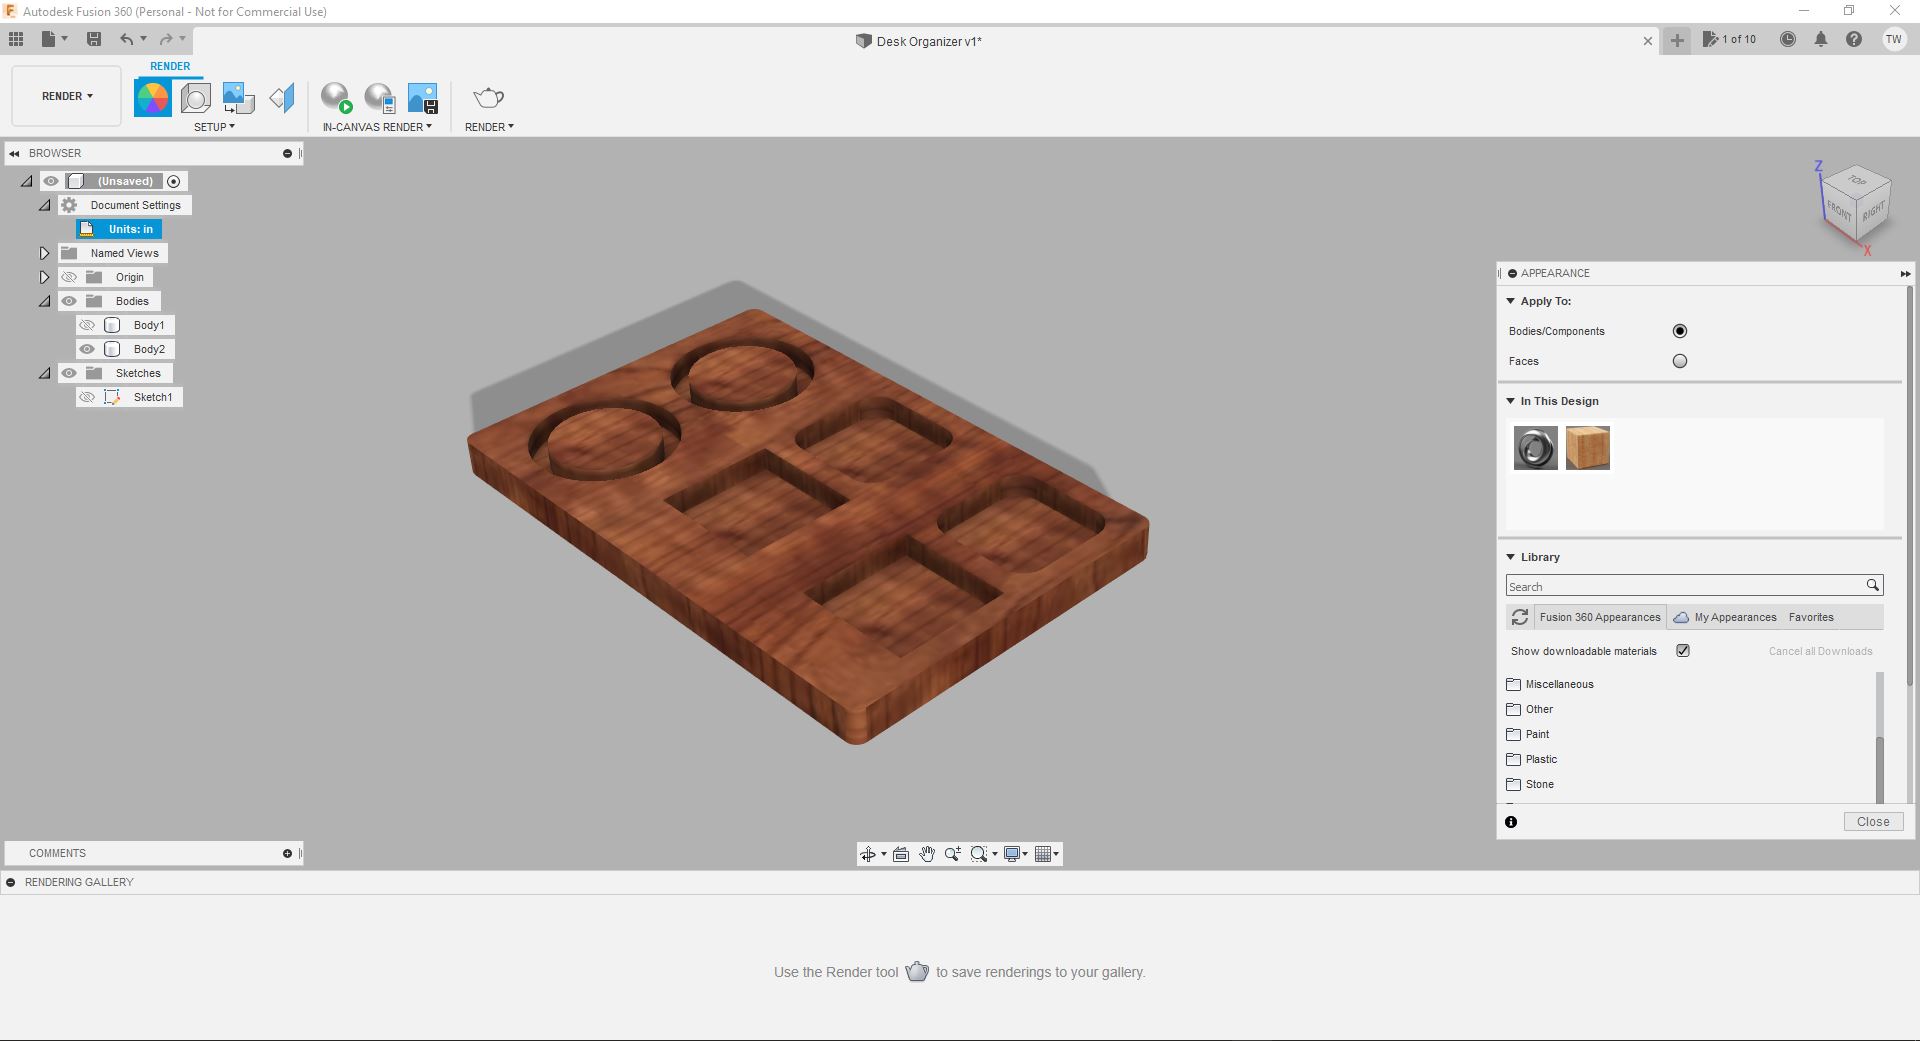 Autodesk Fusion 360 (Personal - Not for Commercial Use)
Desk Organizer v1*
1 of 10
TW
RENDER
RENDER
SETUP
IN-CANVAS RENDER
RENDER
BROWSER
(Unsaved)
Document Settings
Units: in
Named Views
Origin
Bodies
Body1
Body2
Sketches
Sketch1
Z
TOP
FRONT
RIGHT
X
APPEARANCE
Apply To:
Bodies/Components
Faces
In This Design
Library
Search
Fusion 360 Appearances
My Appearances
Favorites
Show downloadable materials
Cancel all Downloads
Miscellaneous
Other
Paint
Plastic
Stone
Close
COMMENTS
RENDERING GALLERY
Use the Render tool to save renderings to your gallery.